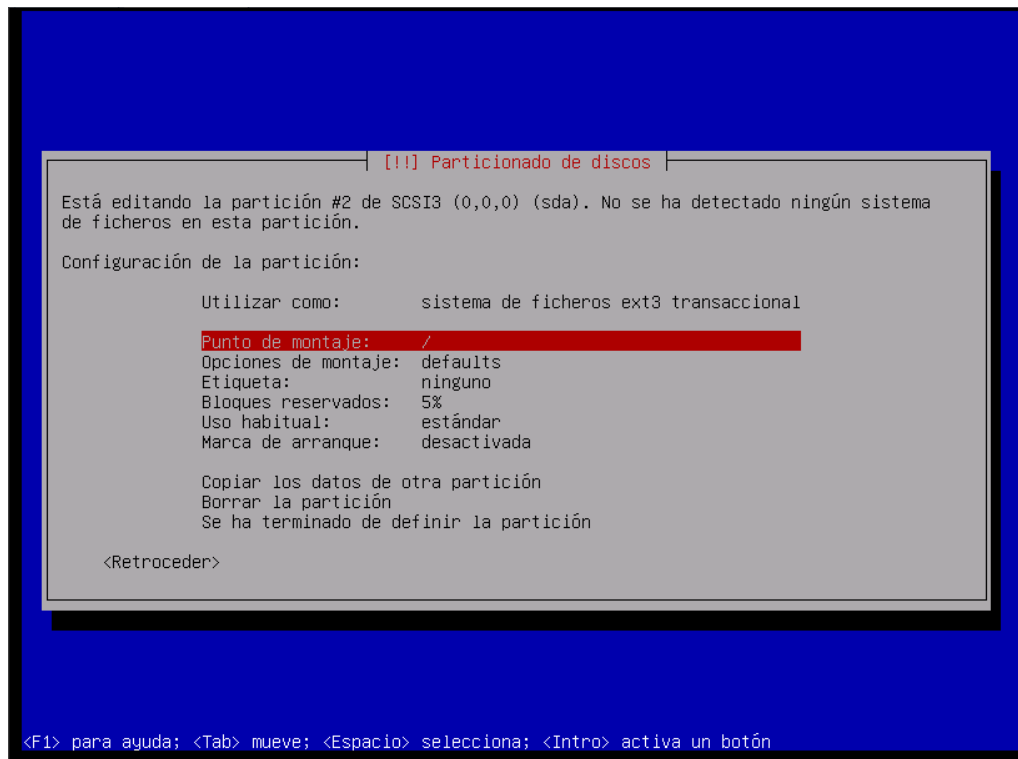 [!!] Particionado de discos
Está editando la partición #2 de SCSI3 (0,0,0) (sda). No se ha detectado ningún sistema
de ficheros en esta partición.
Configuración de la partición:
Utilizar como: sistema de ficheros ext3 transaccional
Punto de montaje: /
Opciones de montaje: defaults
Etiqueta: ninguno
Bloques reservados: 5%
Uso habitual: estándar
Marca de arranque: desactivada
Copiar los datos de otra partición
Borrar la partición
Se ha terminado de definir la partición
<Retroceder>
<F1> para ayuda; <Tab> mueve; <Espacio> selecciona; <Intro> activa un botón